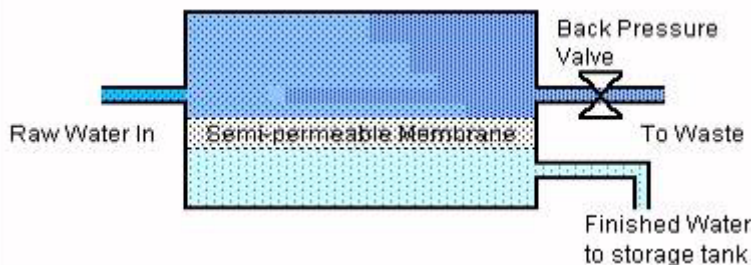 Back Pressure
Valve
Raw Water In
Semi-permeable Membrane
To Waste
Finished Water
to storage tank